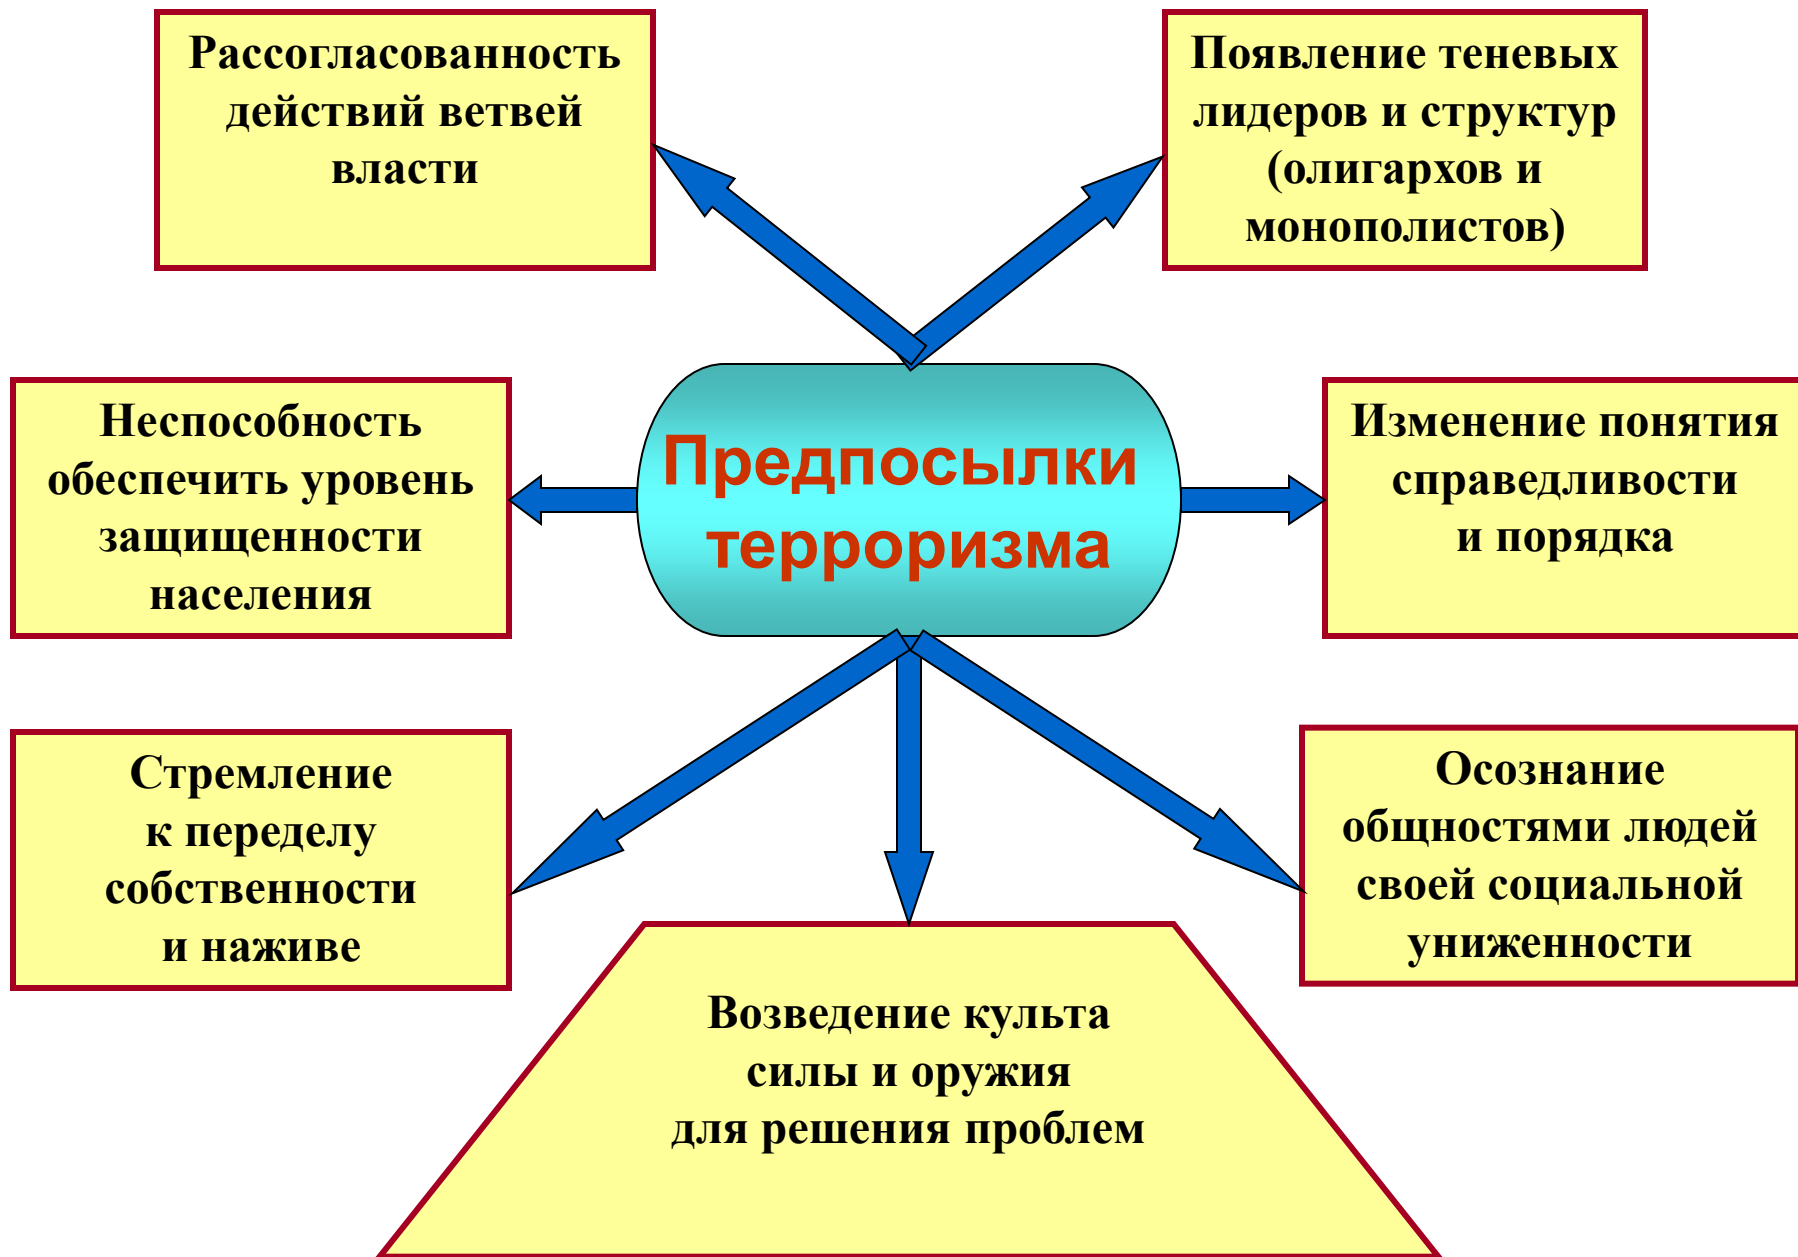 Рассогласованность
действий ветвей
власти
Появление теневых
лидеров и структур
(олигархов и
монополистов)
Неспособность
обеспечить уровень
защищенности
населения
Предпосылки
терроризма
Изменение понятия
справедливости
и порядка
Стремление
к переделу
собственности
и наживе
Осознание
общностями людей
своей социальной
униженности
Возведение культа
силы и оружия
для решения проблем